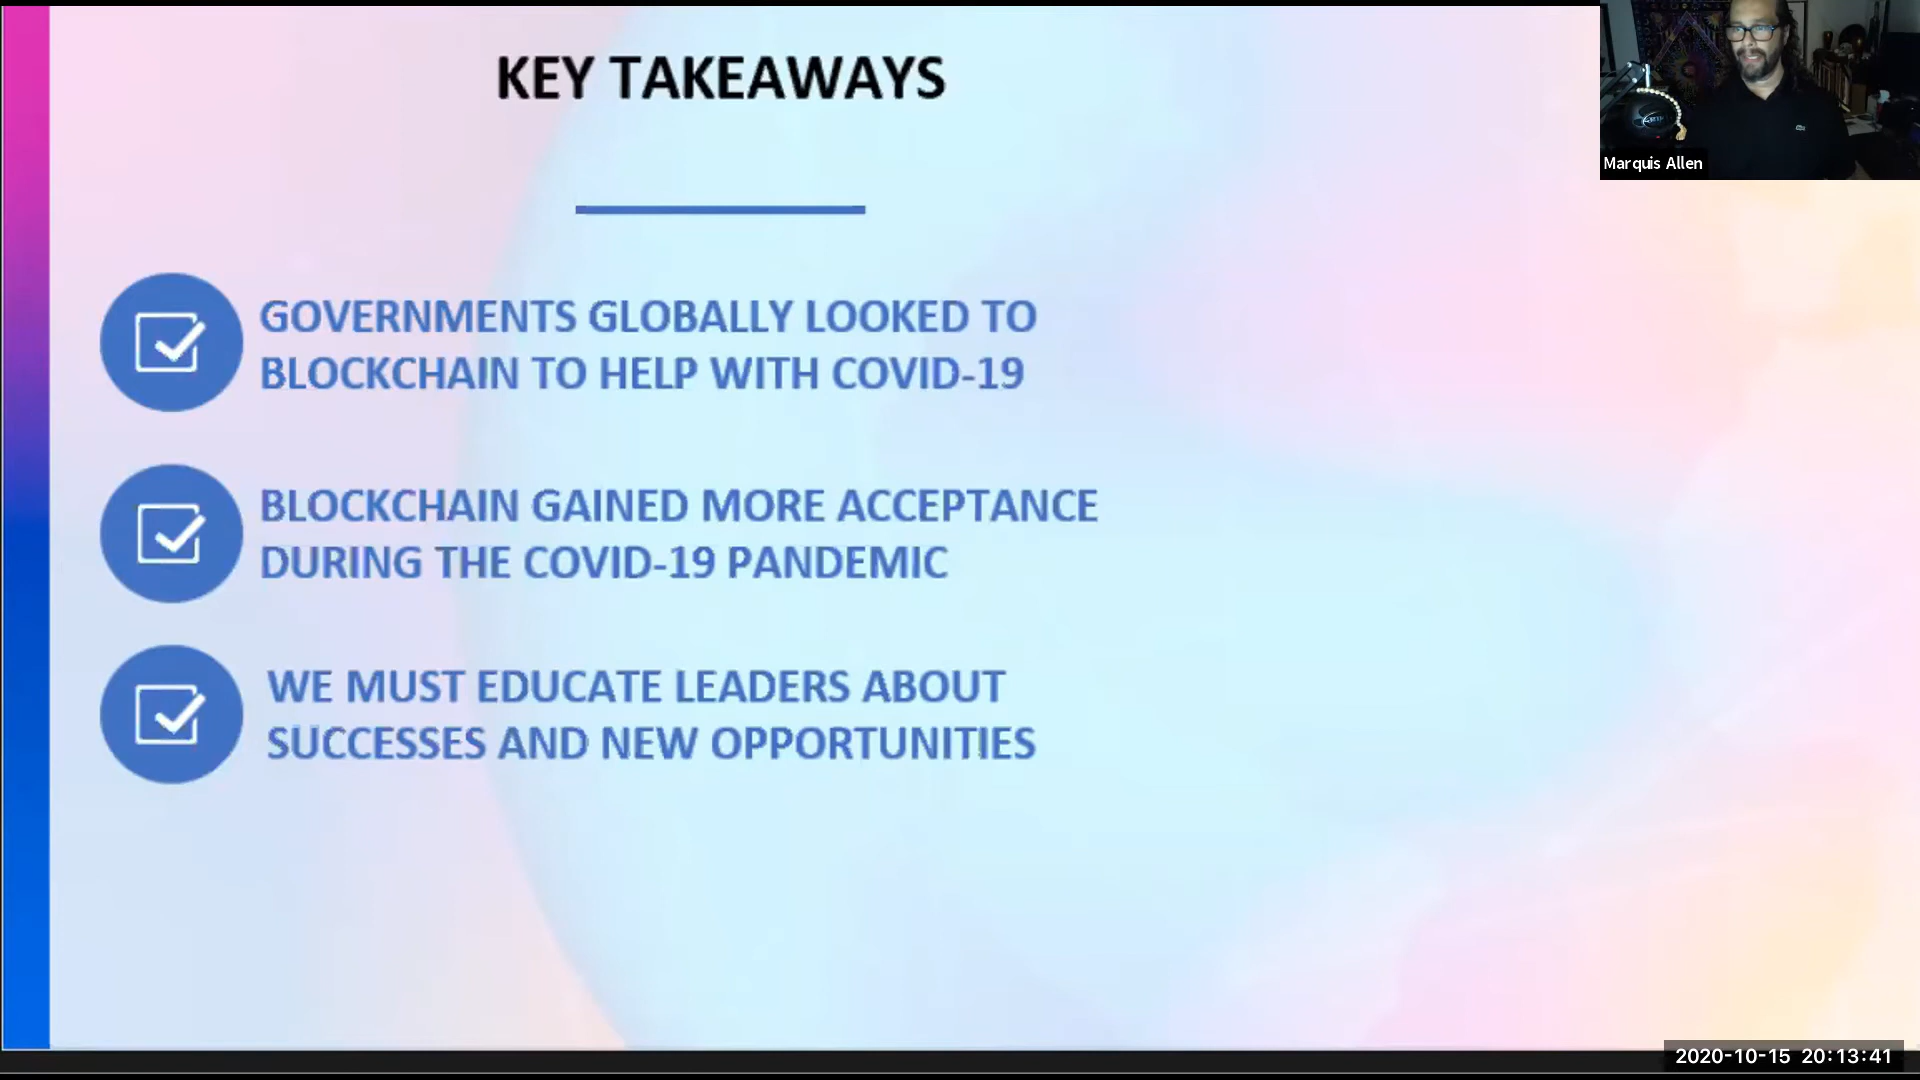 KEY TAKEAWAYS
GOVERNMENTS GLOBALLY LOOKED TO
BLOCKCHAIN TO HELP WITH COVID-19
BLOCKCHAIN GAINED MORE ACCEPTANCE
DURING THE COVID-19 PANDEMIC
WE MUST EDUCATE LEADERS ABOUT
SUCCESSES AND NEW OPPORTUNITIES
Marquis Allen
2020-10-15 20:13:41